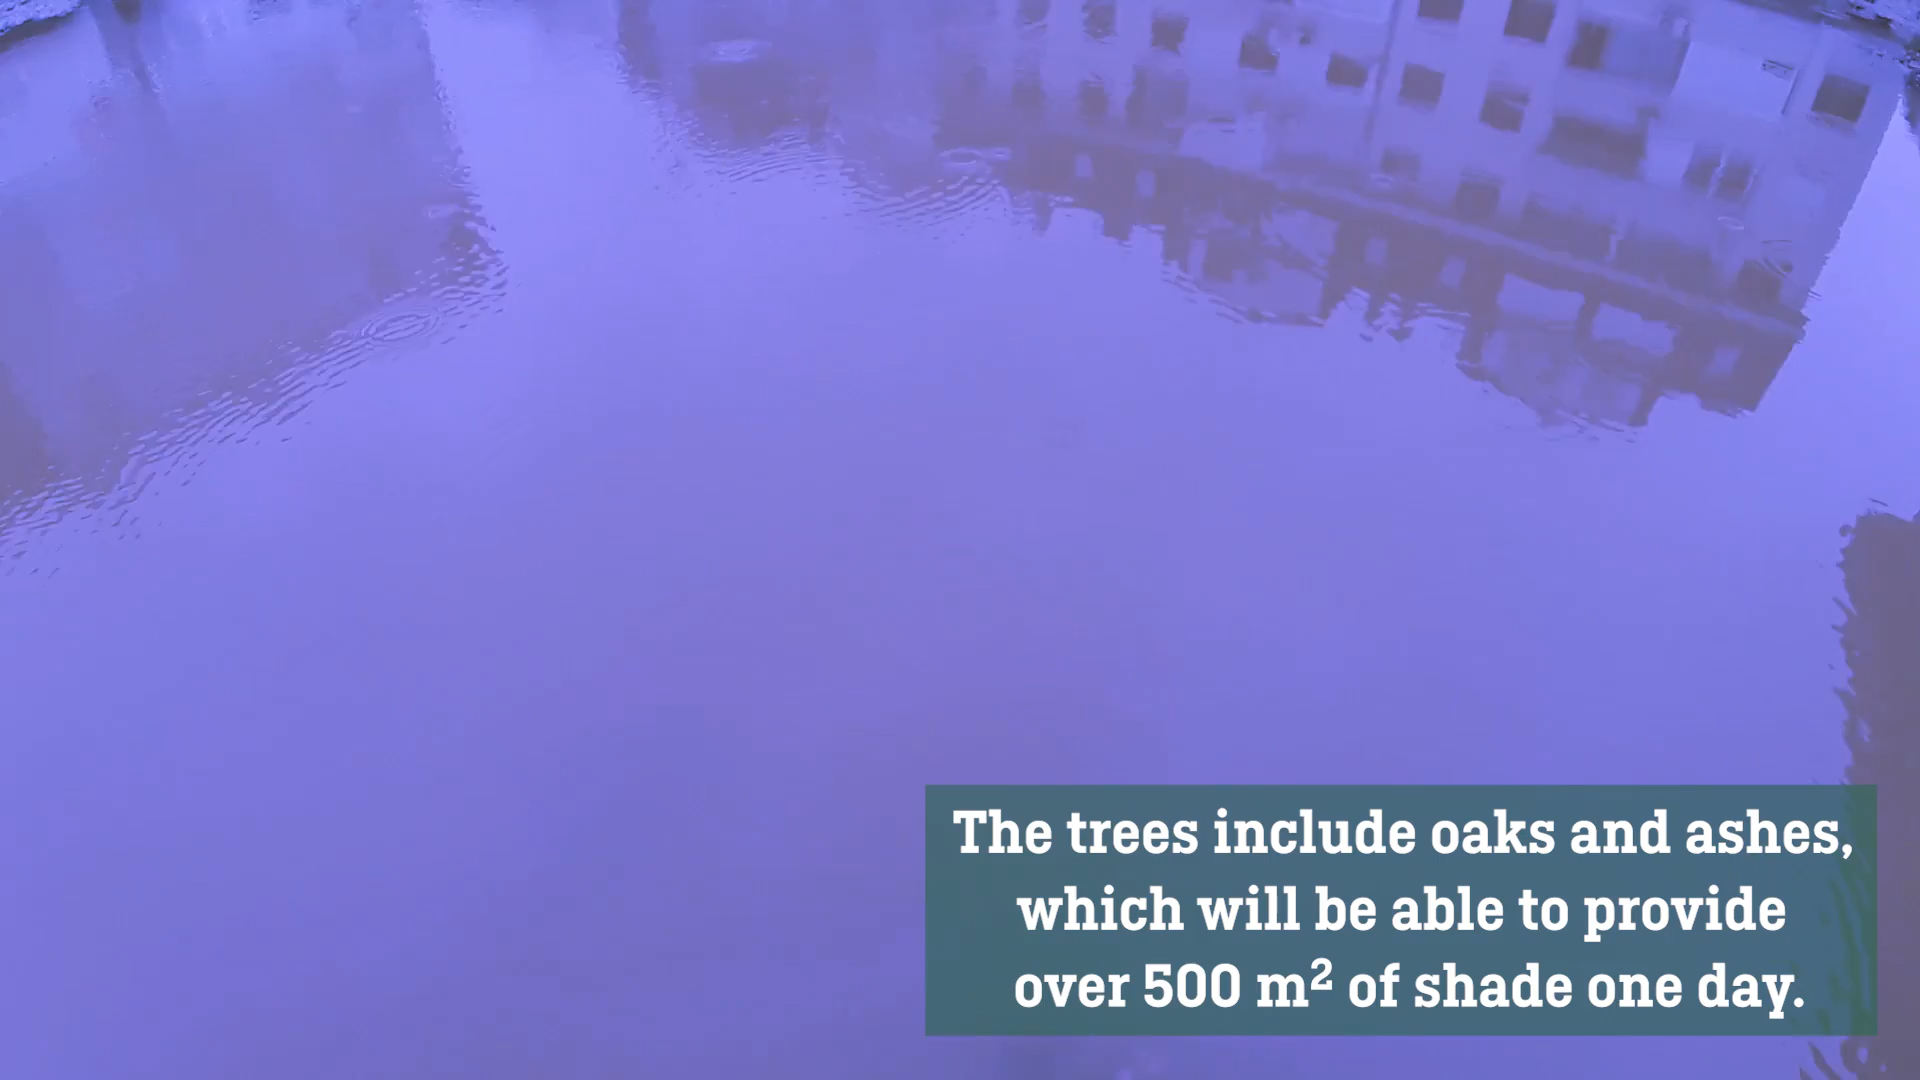 The trees include oaks and ashes,
which will be able to provide
over 500 m² of shade one day.